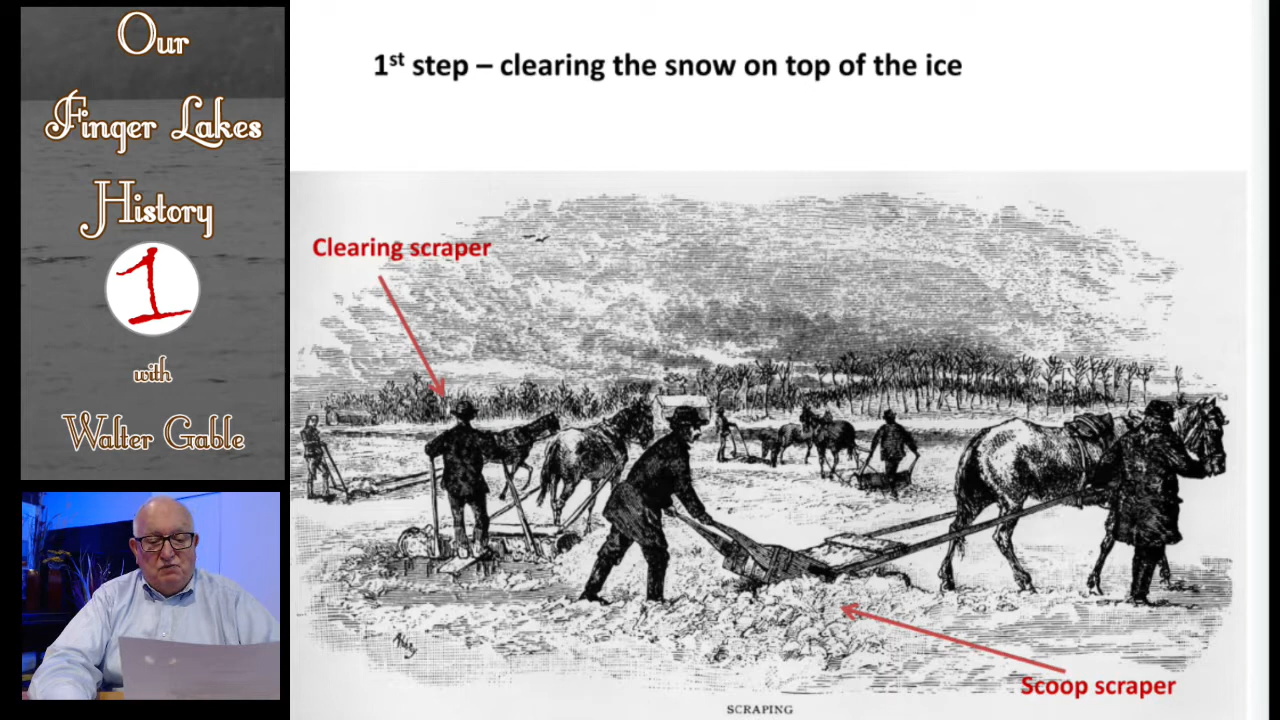 Our
Finger Lakes
History
1
with
Walter Gable
1st step – clearing the snow on top of the ice
Clearing scraper
Scoop scraper
SCRAPING